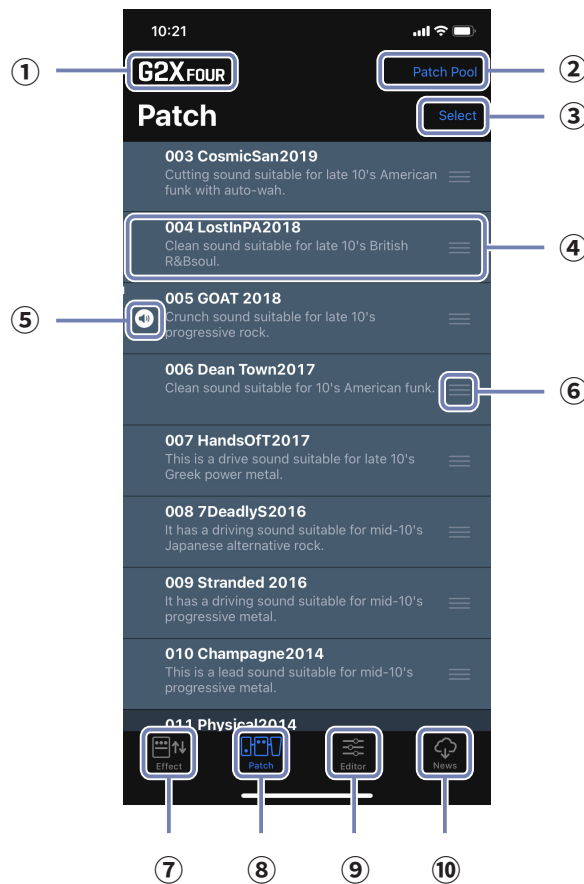 10:21
① G2X FOUR Patch Pool ②
Patch Select ③
003 CosmicSan2019
Cutting sound suitable for late 10's American
funk with auto-wah.
004 LostInPA2018
Clean sound suitable for late 10's British
R&Bsoul.
④
005 GOAT 2018
⑤ Crunch sound suitable for late 10's
progressive rock.
006 Dean Town2017
Clean sound suitable for 10's American funk.
⑥
007 HandsOfT2017
This is a drive sound suitable for late 10's
Greek power metal.
008 7DeadlyS2016
It has a driving sound suitable for mid-10's
Japanese alternative rock.
009 Stranded 2016
It has a driving sound suitable for mid-10's
progressive metal.
010 Champagne2014
This is a lead sound suitable for mid-10's
progressive metal.
011 Physical2014
Effect Patch Editor News
⑦ ⑧ ⑨ ⑩